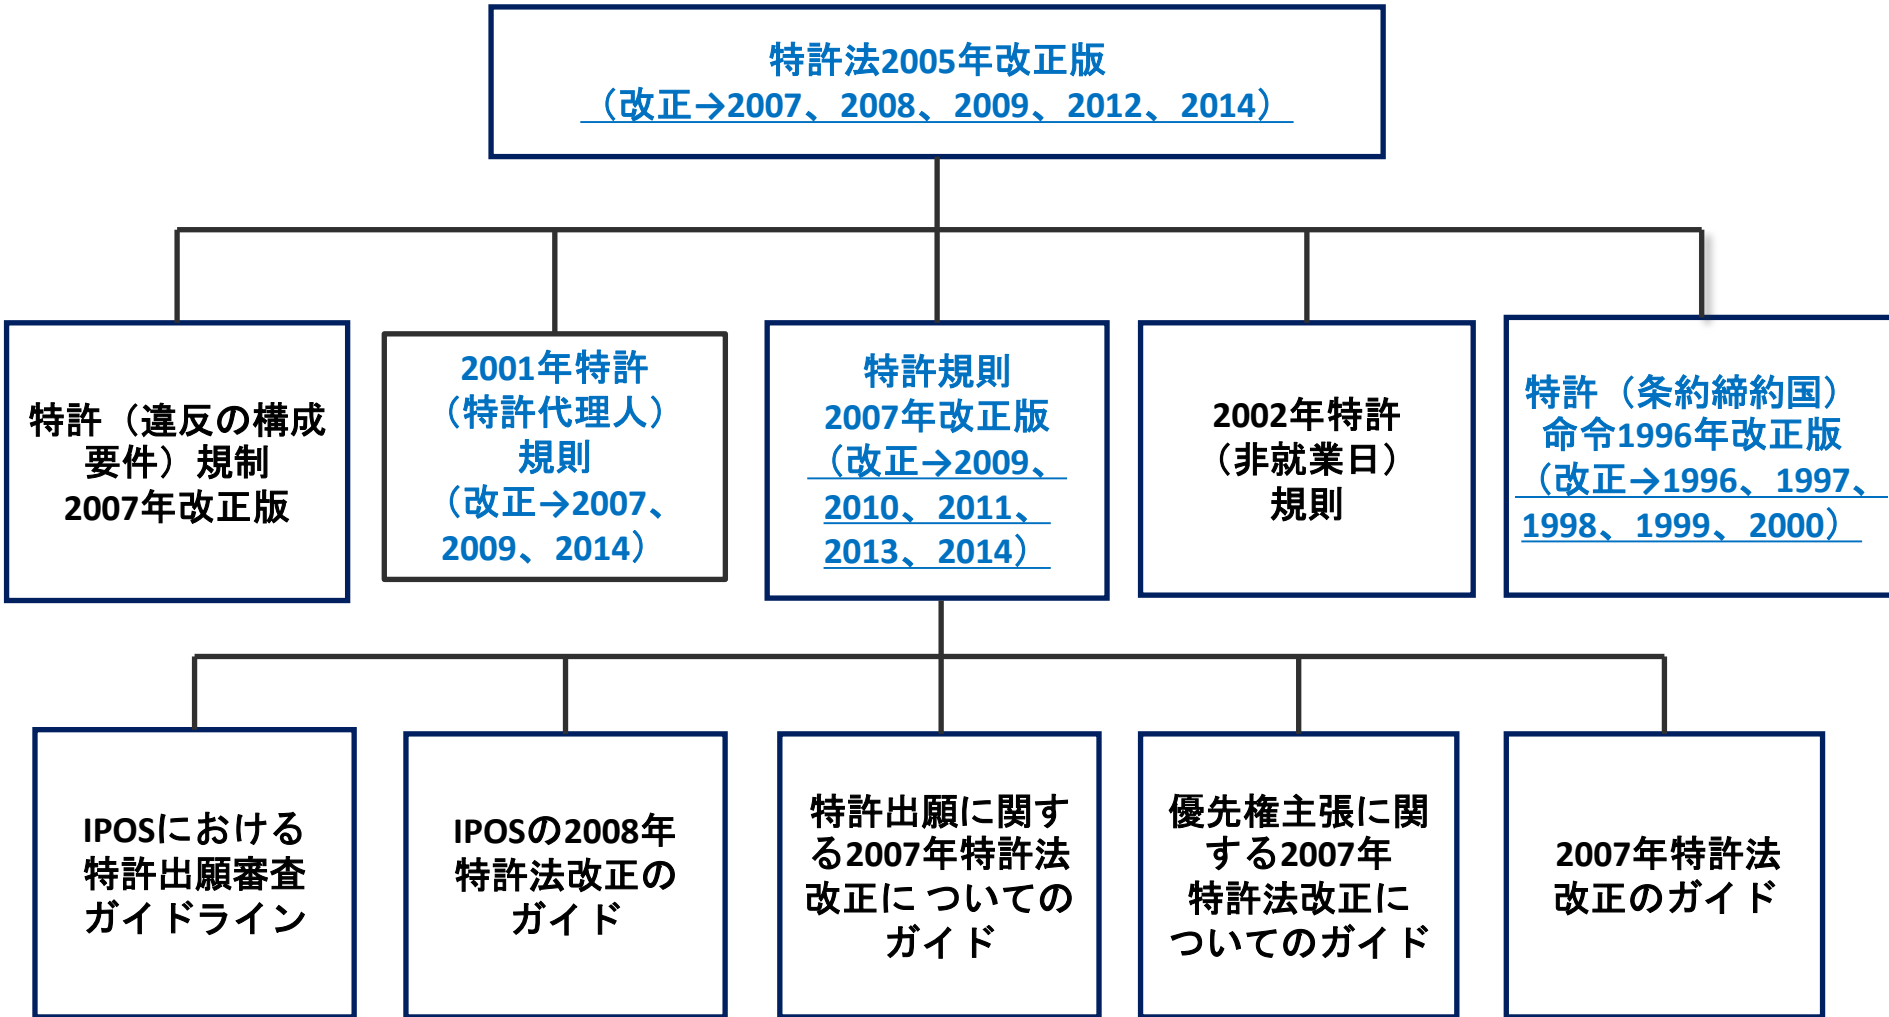 特許法2005年改正版
（改正→2007、2008、2009、2012、2014）
特許（違反の構成
要件）規制
2007年改正版
2001年特許
（特許代理人）
規則
（改正→2007、
2009、2014）
特許規則
2007年改正版
（改正→2009、
2010、2011、
2013、2014）
2002年特許
（非就業日）
規則
特許（条約締約国）
命令1996年改正版
（改正→1996、1997、
1998、1999、2000）
IPOSにおける
特許出願審査
ガイドライン
IPOSの2008年
特許法改正の
ガイド
特許出願に関す
る2007年特許法
改正に ついての
ガイド
優先権主張に関
する2007年
特許法改正に
ついてのガイド
2007年特許法
改正のガイド